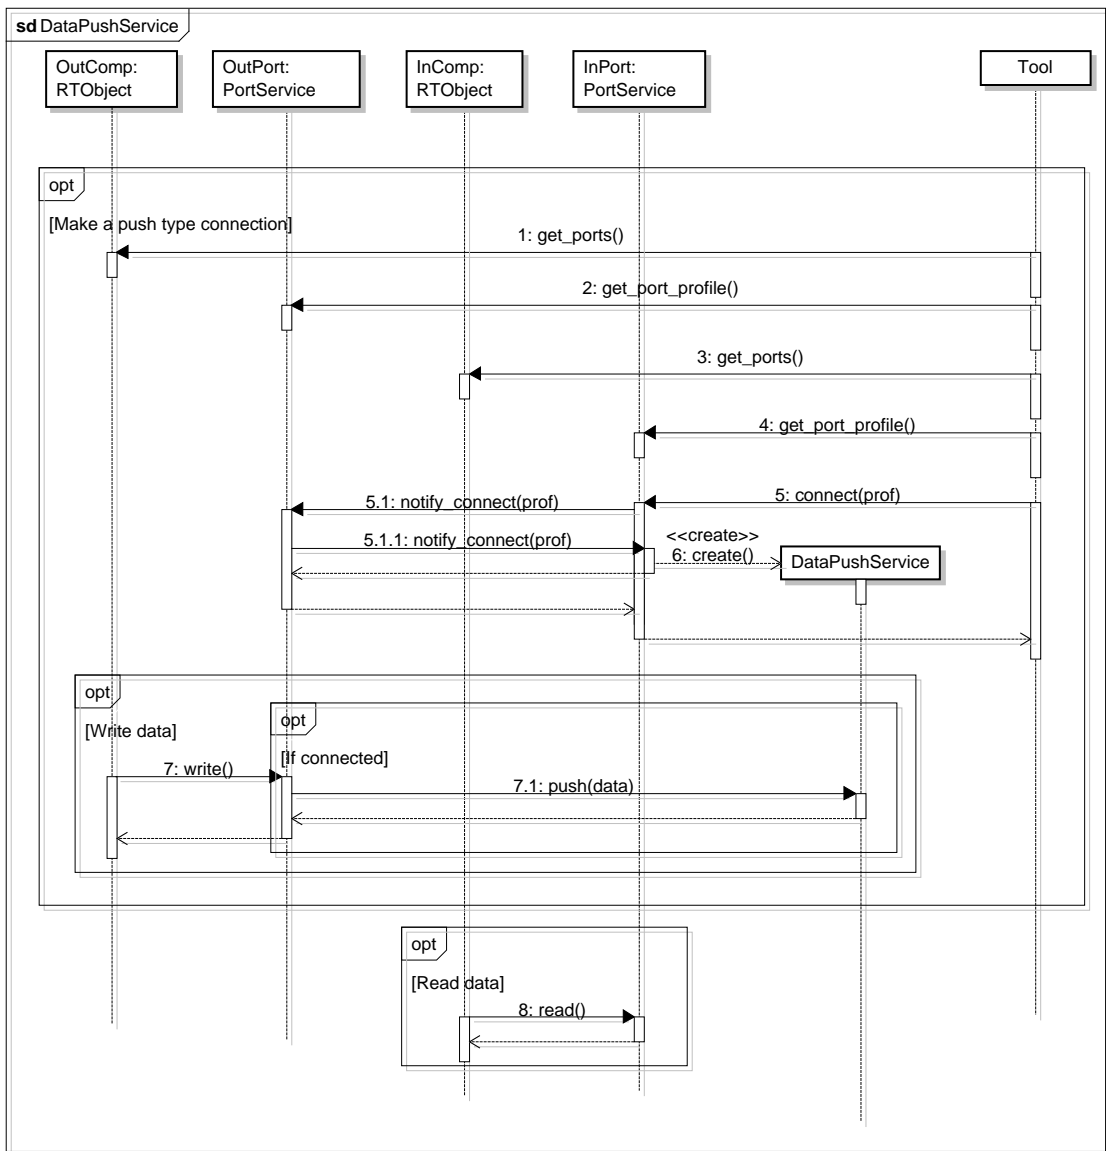 sd DataPushService
OutComp:
RTObject
OutPort:
PortService
InComp:
RTObject
InPort:
PortService
Tool
opt
[Make a push type connection]
1: get_ports()
2: get_port_profile()
3: get_ports()
4: get_port_profile()
5.1: notify_connect(prof)
5: connect(prof)
5.1.1: notify_connect(prof)
<<create>>
6: create()
DataPushService
opt
[Write data]
opt
[If connected]
7: write()
7.1: push(data)
opt
[Read data]
8: read()